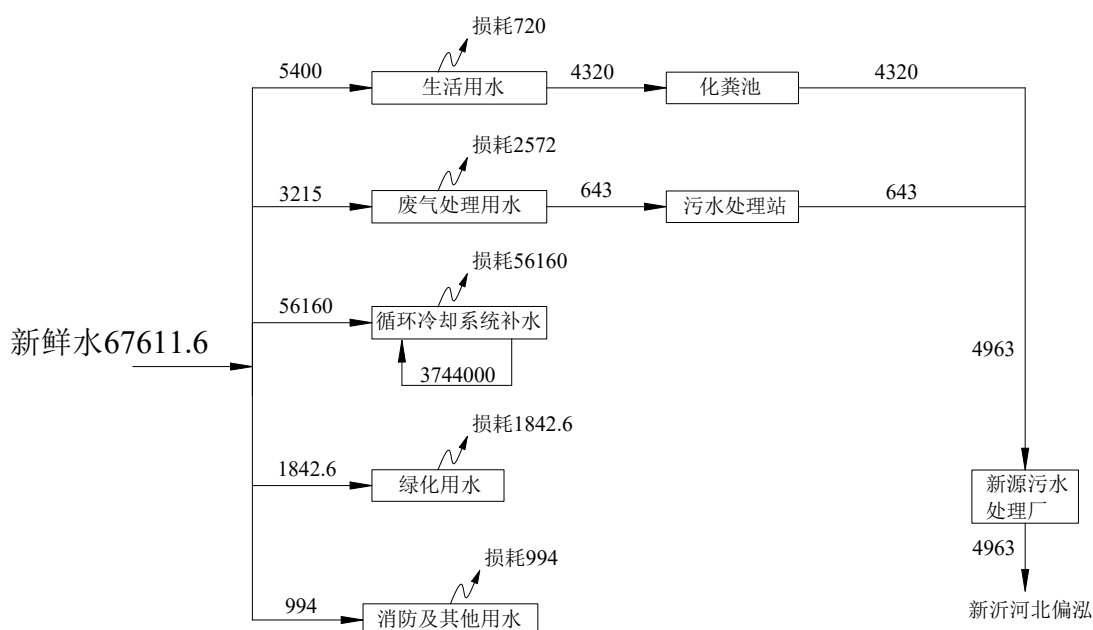 损耗720
5400
生活用水
4320
化粪池
4320
损耗2572
3215
废气处理用水
643
污水处理站
643
损耗56160
56160
循环冷却系统补水
3744000
新鲜水67611.6
4963
损耗1842.6
1842.6
绿化用水
新源污水
处理厂
4963
损耗994
994
消防及其他用水
新沂河北偏泓